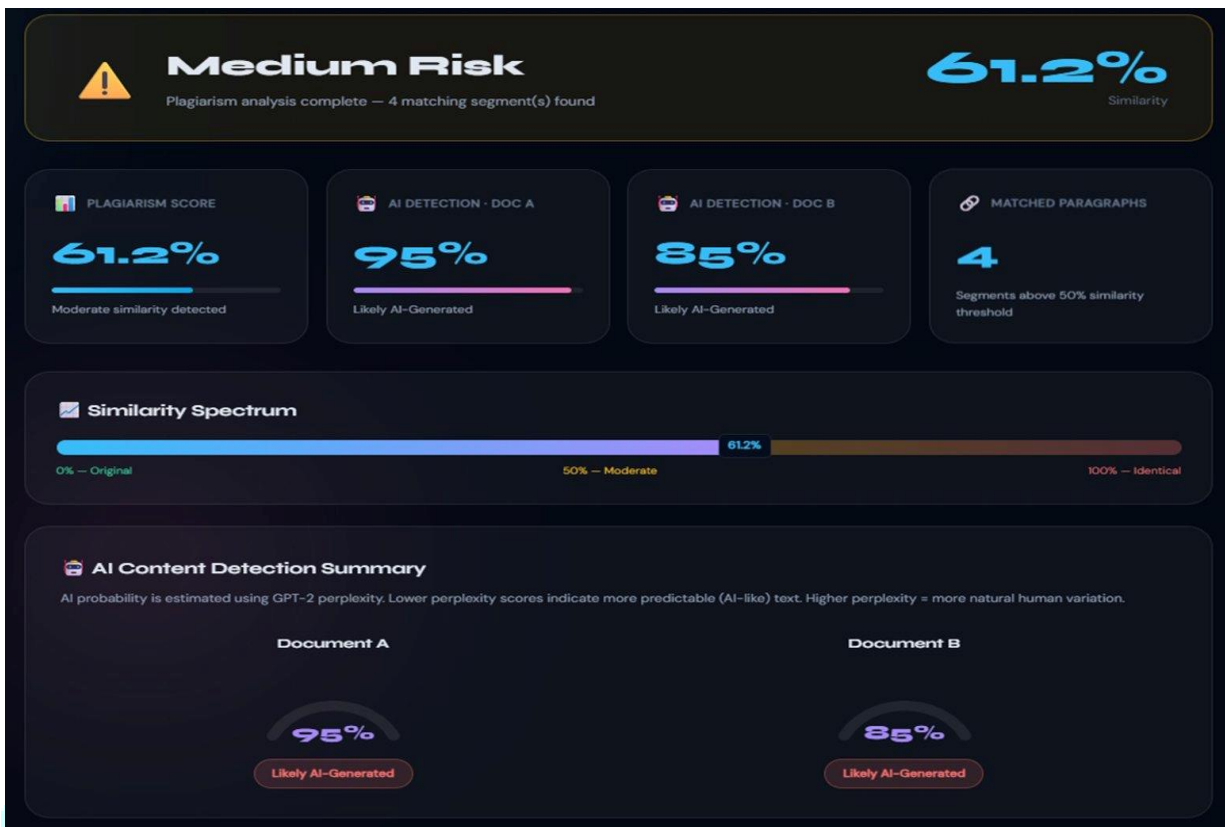 Medium Risk
Plagiarism analysis complete — 4 matching segment(s) found
61.2%
Similarity
PLAGIARISM SCORE
61.2%
Moderate similarity detected
AI DETECTION · DOC A
95%
Likely AI-Generated
AI DETECTION · DOC B
85%
Likely AI-Generated
MATCHED PARAGRAPHS
4
Segments above 50% similarity
threshold
Similarity Spectrum
61.2%
0% — Original
50% — Moderate
100% — Identical
AI Content Detection Summary
AI probability is estimated using GPT-2 perplexity. Lower perplexity scores indicate more predictable (AI-like) text. Higher perplexity = more natural human variation.
Document A
95%
Likely AI-Generated
Document B
85%
Likely AI-Generated